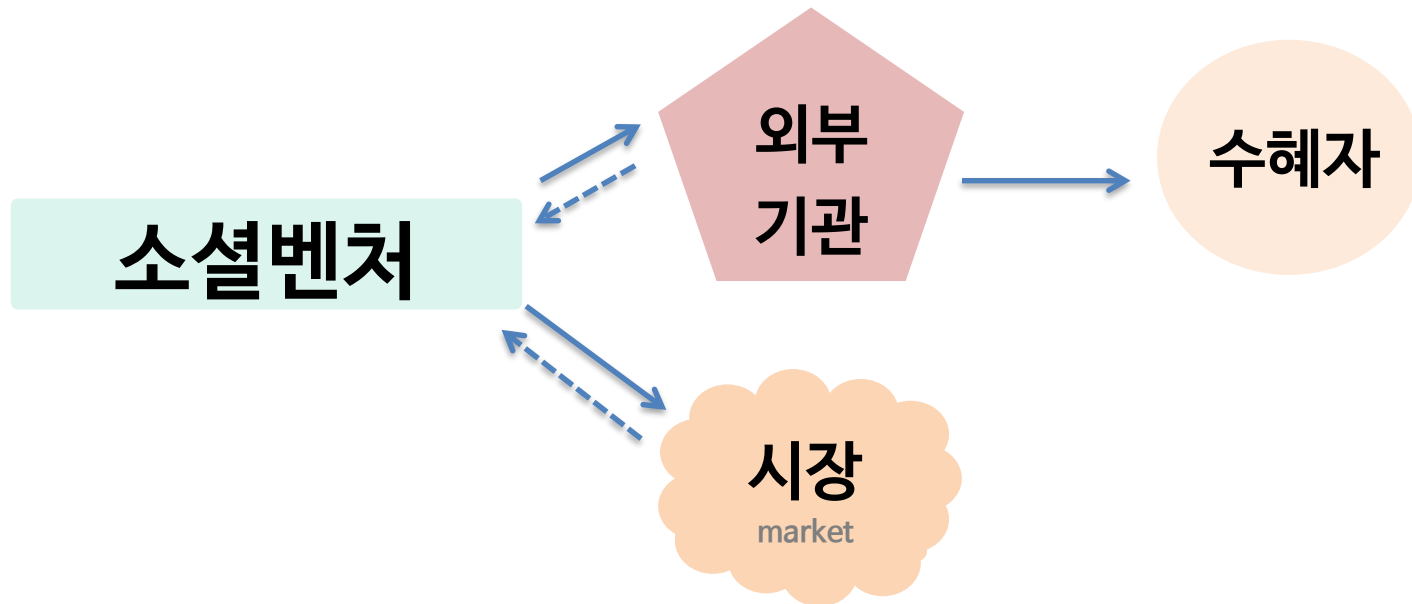 소셜벤처
외부
기관
수혜자
시장
market